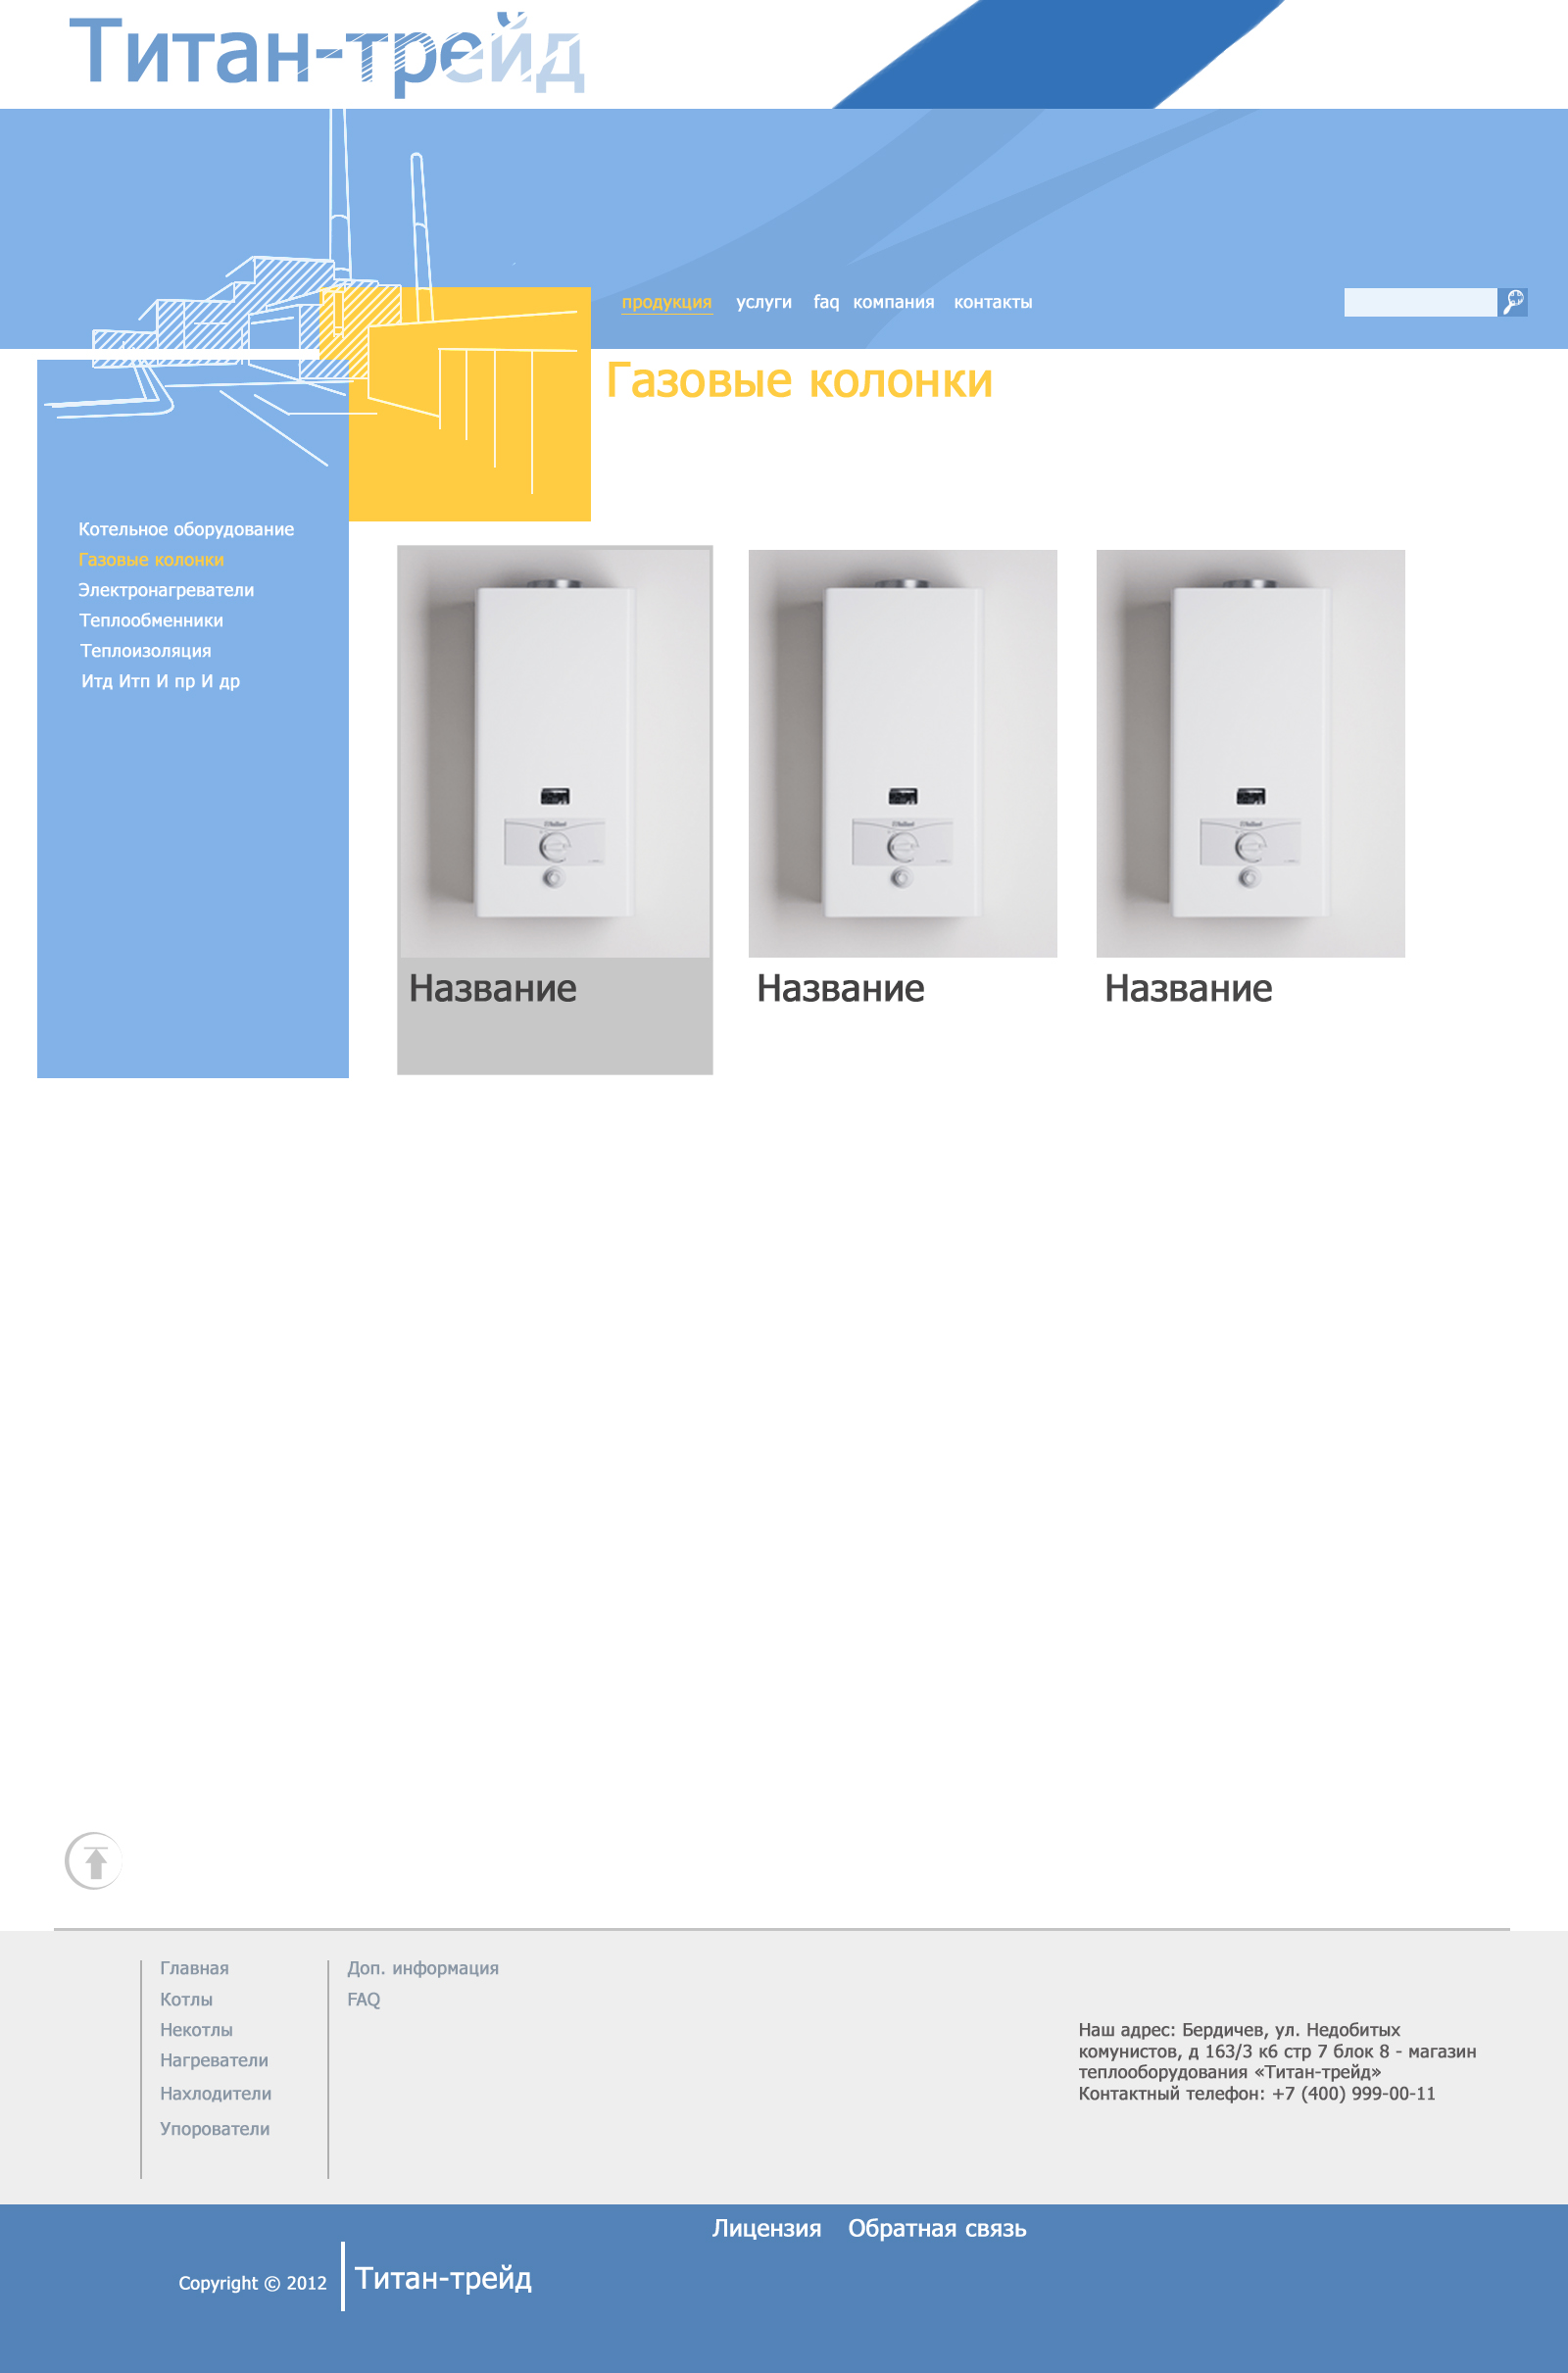 Титан-трейд
продукция услуги faq компания контакты
Газовые колонки
Котельное оборудование
Газовые колонки
Электронагреватели
Теплообменники
Теплоизоляция
Итд Итп И пр И др
Название
Название
Название
Главная
Котлы
Некотлы
Нагреватели
Нахлодители
Упорователи
Доп. информация
FAQ
Наш адрес: Бердичев, ул. Недобитых
комунистов, д 163/3 к6 стр 7 блок 8 - магазин
теплооборудования «Титан-трейд»
Контактный телефон: +7 (400) 999-00-11
Лицензия Обратная связь
Copyright © 2012
Титан-трейд